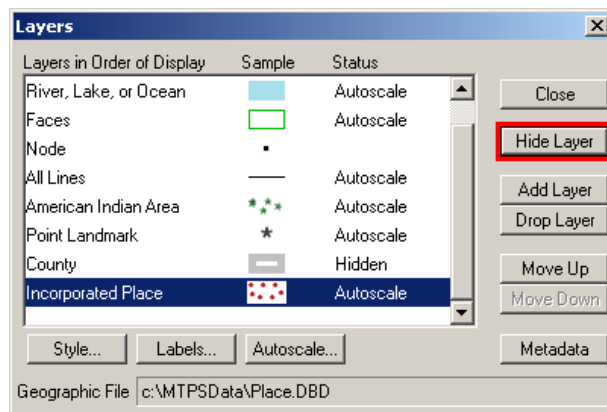 Layers
Layers in Order of Display Sample Status
River, Lake, or Ocean Autoscale
Close
Faces Autoscale
Hide Layer
Node
All Lines Autoscale
Add Layer
American Indian Area Autoscale
Drop Layer
Point Landmark Autoscale
County Hidden
Move Up
Incorporated Place Autoscale
Move Down
Style... Labels... Autoscale... Metadata
Geographic File c:\MTPSData\Place.DBD